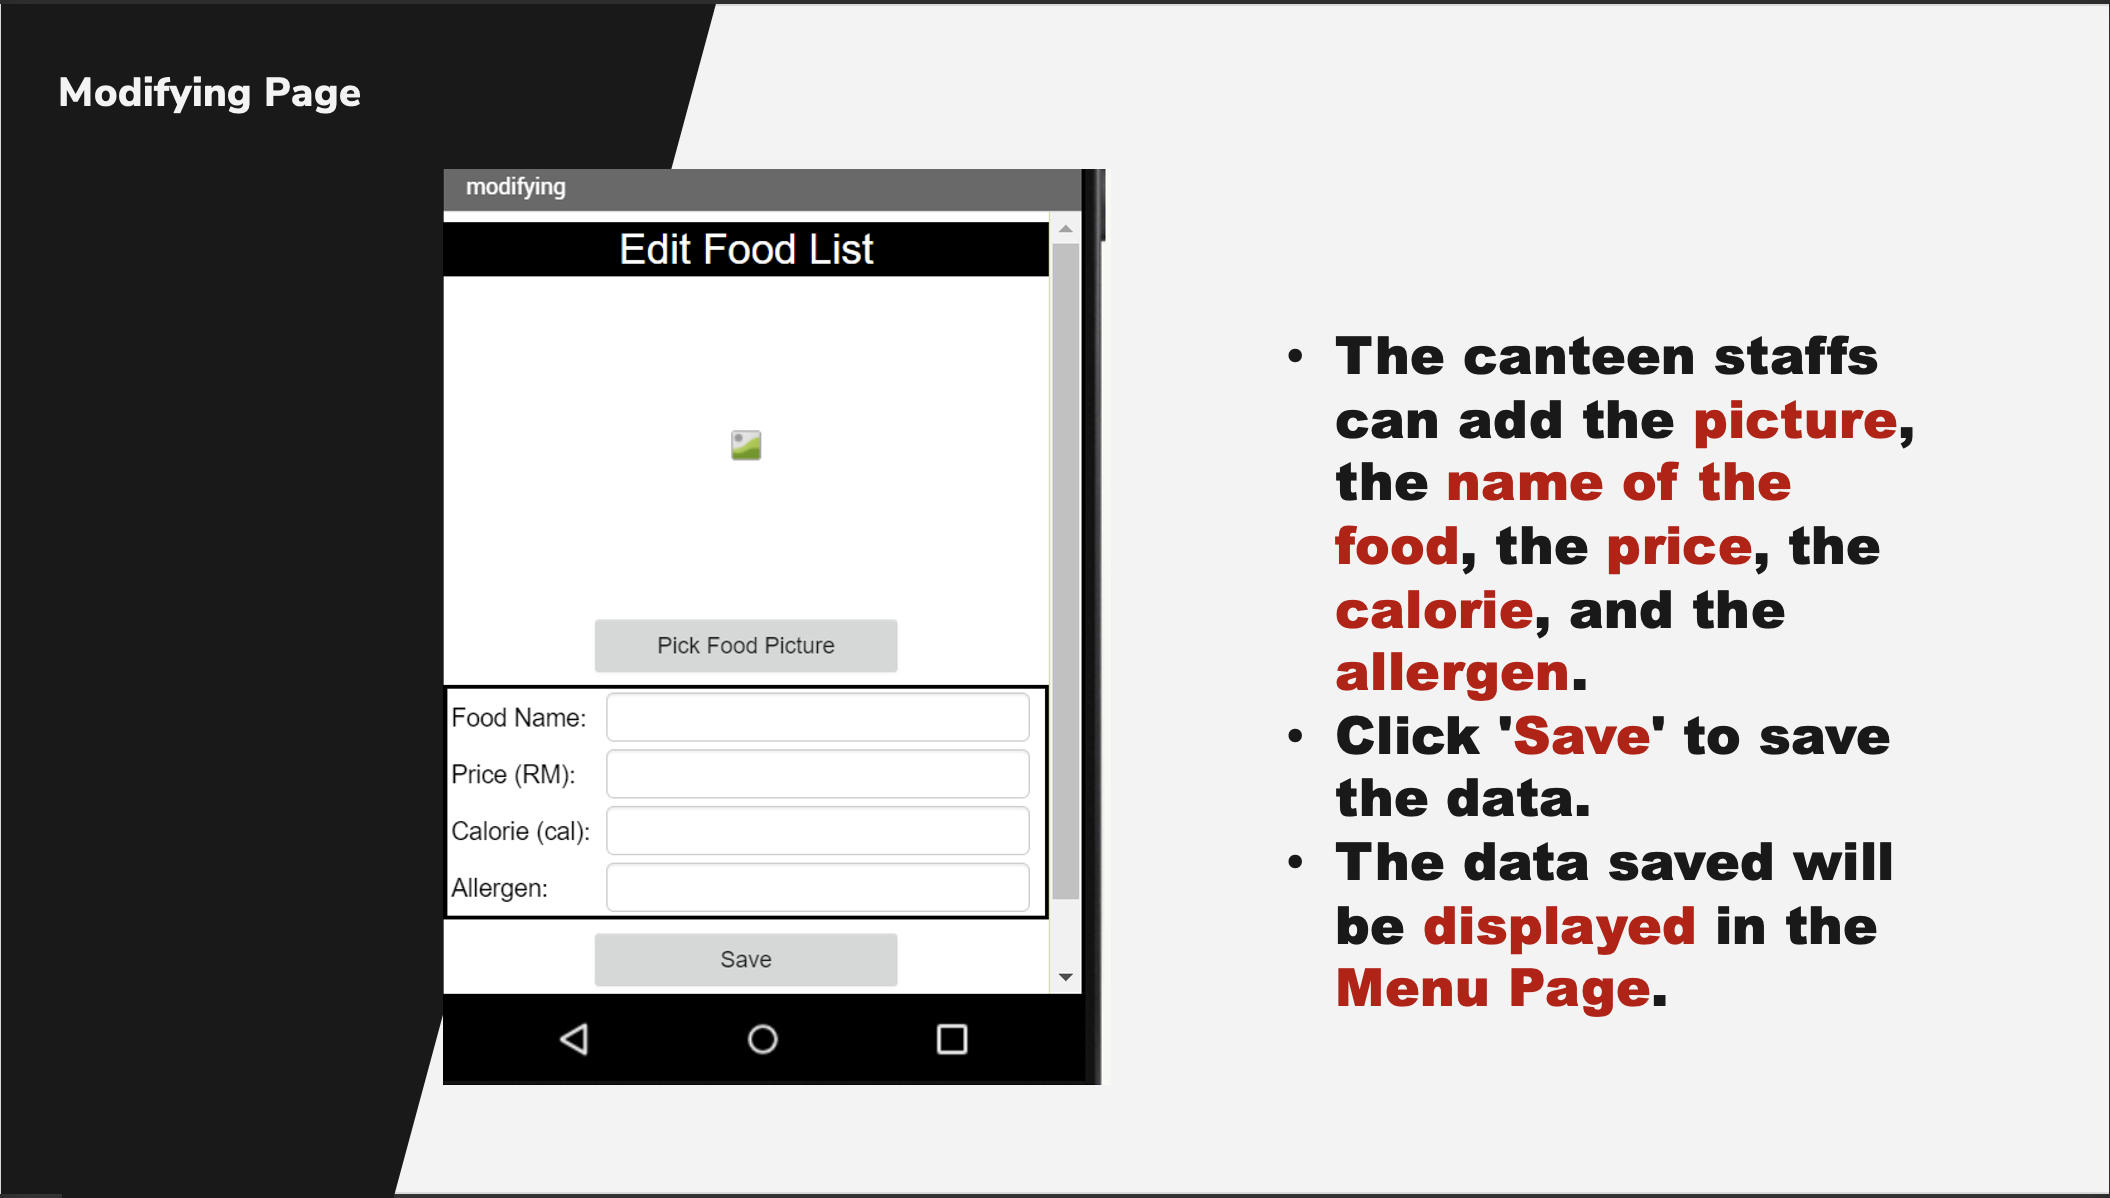 Modifying Page
modifying
Edit Food List
Pick Food Picture
Food Name:
Price (RM):
Calorie (cal):
Allergen:
Save
• The canteen staffs
can add the picture,
the name of the
food, the price, the
calorie, and the
allergen.
• Click 'Save' to save
the data.
• The data saved will
be displayed in the
Menu Page.